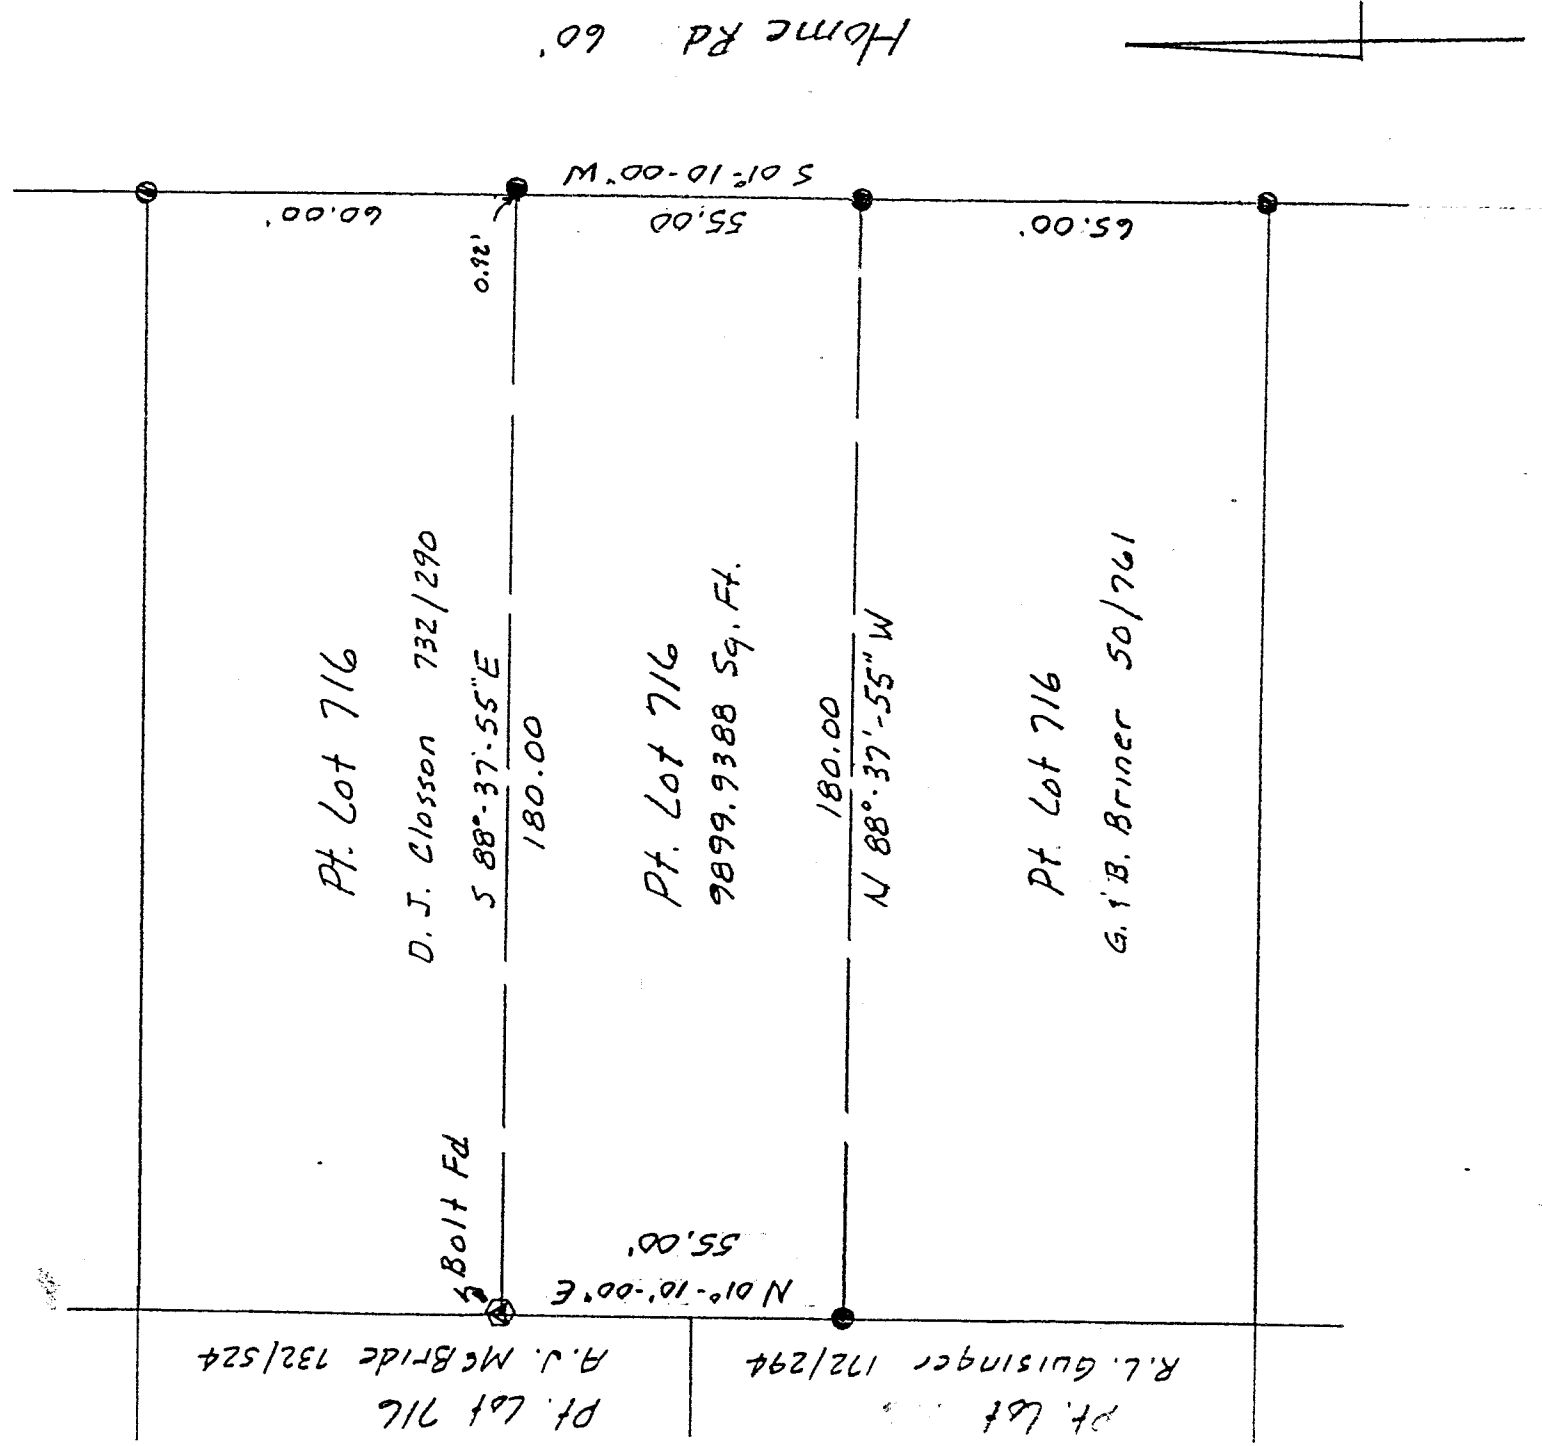 Home Rd 60'
S 01°-10-00" W
60.00'
55.00
65.00'
0.92'
Pt. Lot 716
D. J. Closson 732/290
S 88°-37'-55" E
180.00
Pt. Lot 716
9899.9388 Sq. Ft.
180.00
N 88°-37'-55" W
Pt. Lot 716
G. & B. Briner 50/761
Bolt Fd
55.00'
N 01°-10'-00" E
A.J. McBride 732/524
Pt. Lot 716
R.L. Guisinger 172/294
Pt. Lot